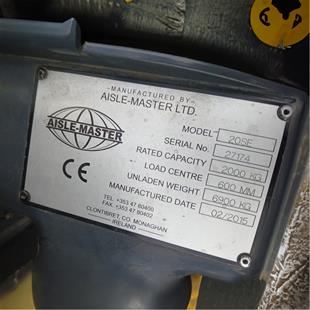 —MANUFACTURED BY—
AISLE-MASTER LTD.
AISLE-MASTER
MODEL 20SE
SERIAL No. 27174
RATED CAPACITY 2000 KG
LOAD CENTRE 600 MM
UNLADEN WEIGHT 6900 KG
MANUFACTURED DATE 02/2015
CE
TEL. +353 47 80400
FAX. +353 47 80402
CLONTIBRET, CO. MONAGHAN
—IRELAND—